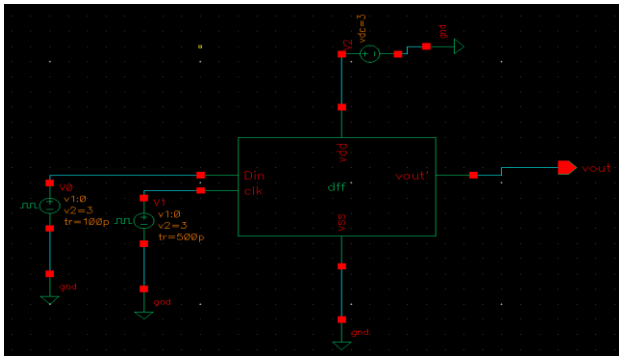 V2
vdc=3
gnd
vdd
Din
clk
dff
vout'
vout
vss
V0
v1:0
v2=3
tr=100p
V1
v1:0
v2=3
tr=500p
gnd
gnd
gnd